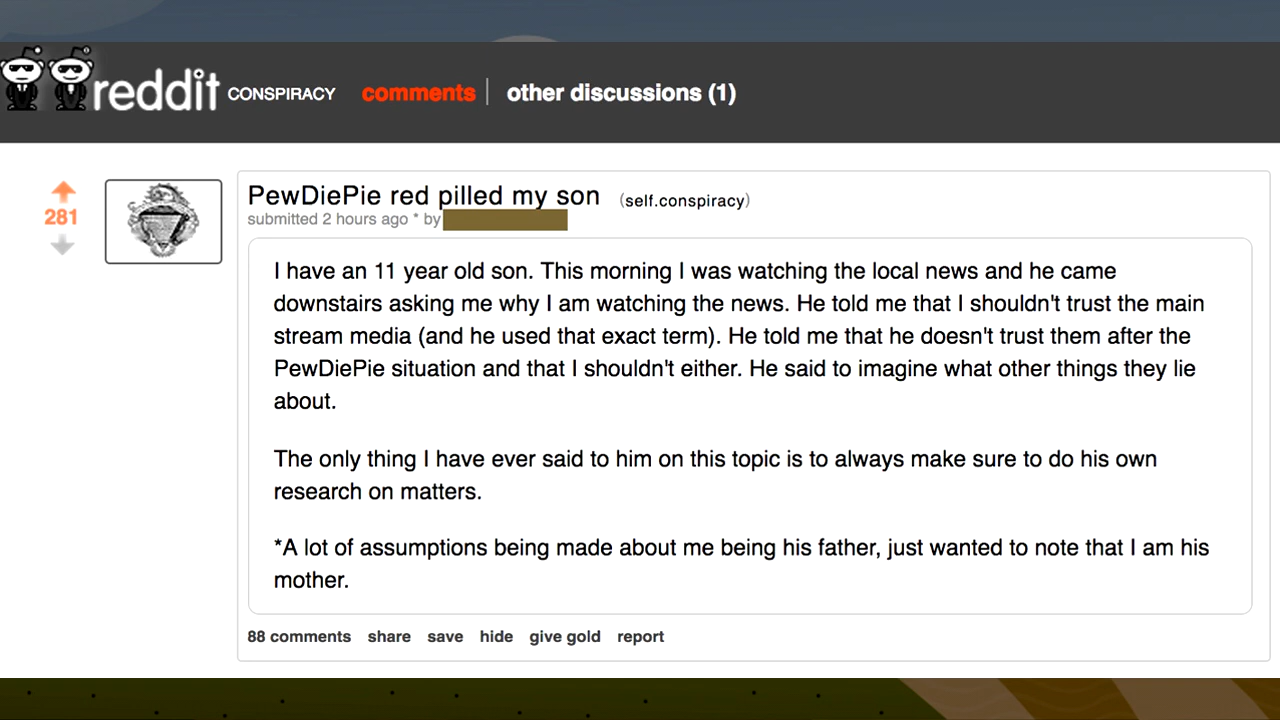 reddit CONSPIRACY comments other discussions (1)
PewDiePie red pilled my son (self.conspiracy)
281
submitted 2 hours ago * by
I have an 11 year old son. This morning I was watching the local news and he came
downstairs asking me why I am watching the news. He told me that I shouldn't trust the main
stream media (and he used that exact term). He told me that he doesn't trust them after the
PewDiePie situation and that I shouldn't either. He said to imagine what other things they lie
about.
The only thing I have ever said to him on this topic is to always make sure to do his own
research on matters.
*A lot of assumptions being made about me being his father, just wanted to note that I am his
mother.
88 comments share save hide give gold report